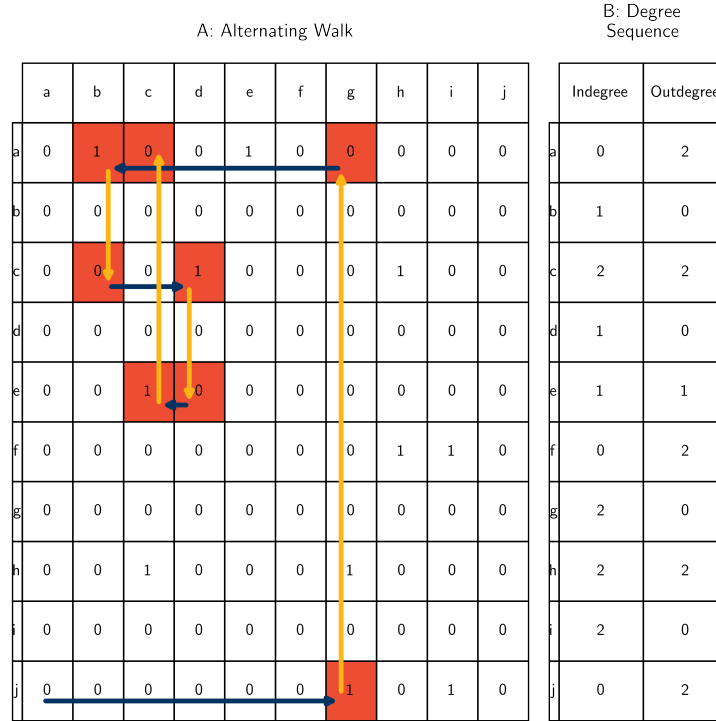 A: Alternating Walk
B: Degree
Sequence
a b c d e f g h i j
Indegree Outdegree
a 0 1 0 0 1 0 0 0 0 0
a 0 2
b 0 0 0 0 0 0 0 0 0 0
b 1 0
c 0 0 0 1 0 0 0 1 0 0
c 2 2
d 0 0 0 0 0 0 0 0 0 0
d 1 0
e 0 0 1 0 0 0 0 0 0 0
e 1 1
f 0 0 0 0 0 0 0 1 1 0
f 0 2
g 0 0 0 0 0 0 0 0 0 0
g 2 0
h 0 0 1 0 0 0 1 0 0 0
h 2 2
i 0 0 0 0 0 0 0 0 0 0
i 2 0
j 0 0 0 0 0 0 1 0 1 0
j 0 2